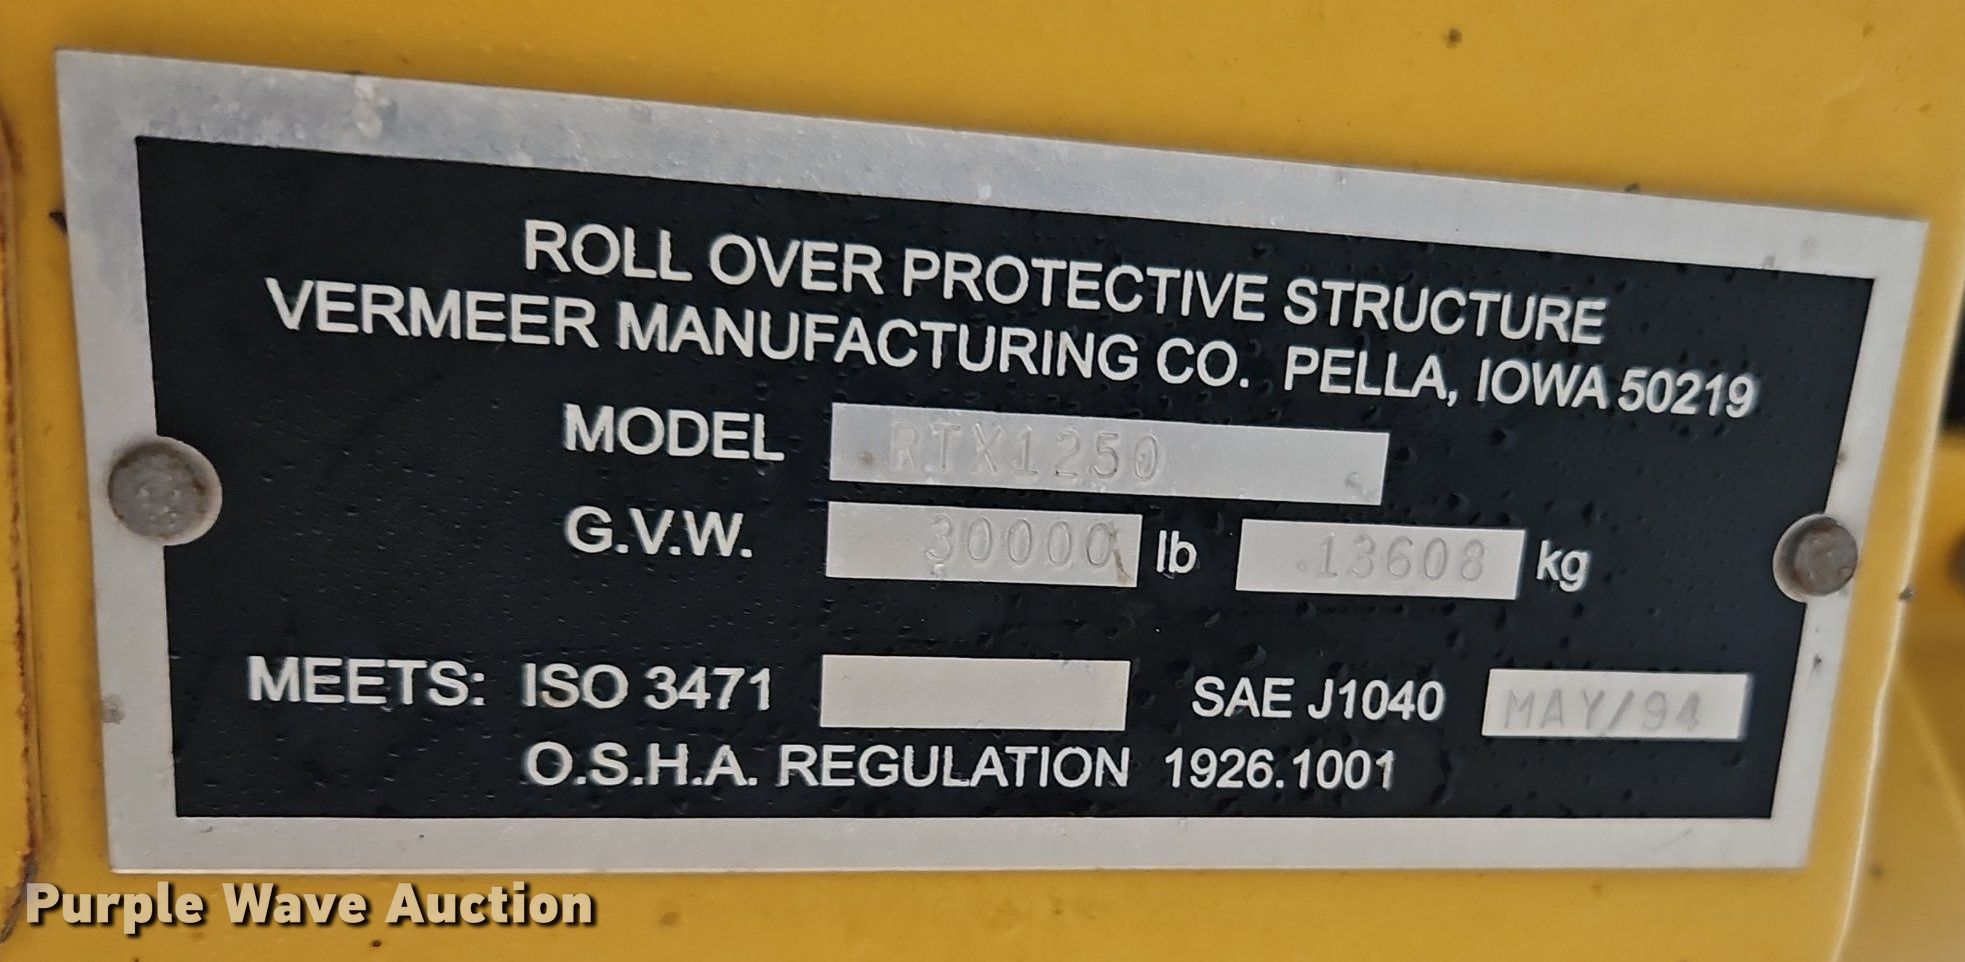 ROLL OVER PROTECTIVE STRUCTURE
VERMEER MANUFACTURING CO. PELLA, IOWA 50219
MODEL RTX1250
G.V.W. 30000 lb 13608 kg
MEETS: ISO 3471 SAE J1040 MAY/94
O.S.H.A. REGULATION 1926.1001
Purple Wave Auction